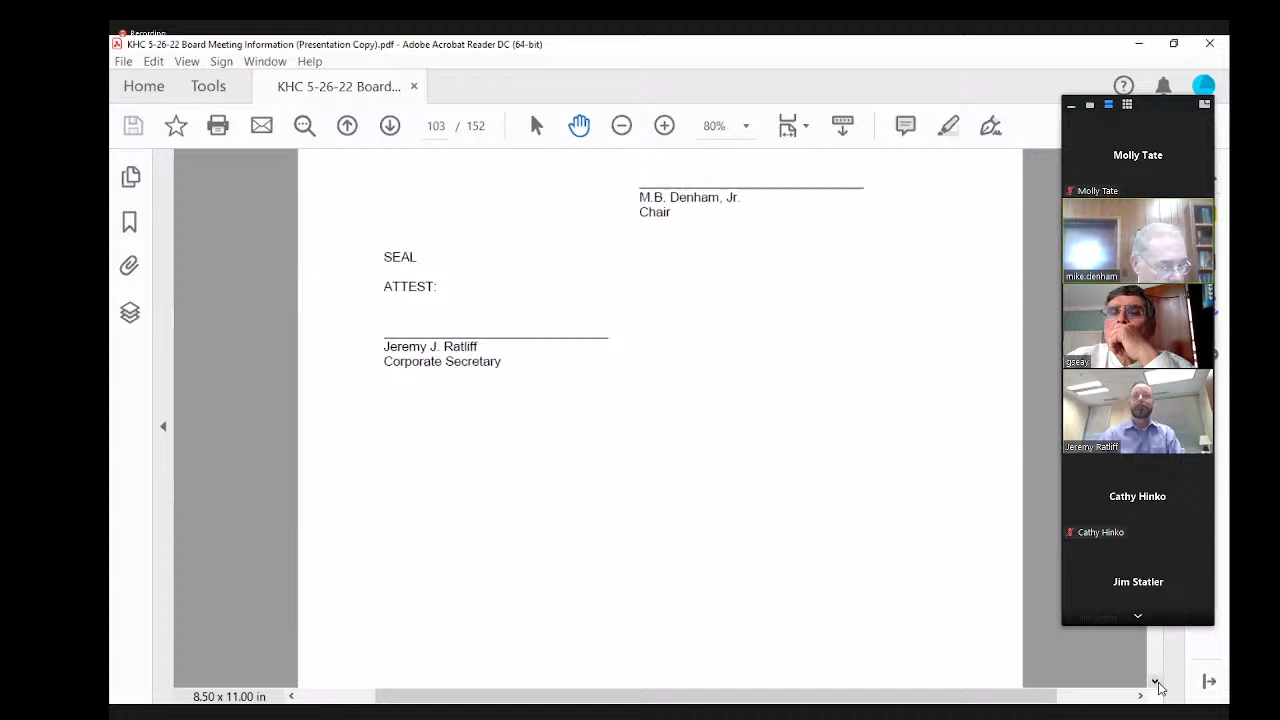 Recording
KHC 5-26-22 Board Meeting Information (Presentation Copy).pdf - Adobe Acrobat Reader DC (64-bit)
File Edit View Sign Window Help
Home Tools KHC 5-26-22 Board... ×
103 / 152 80%
M.B. Denham, Jr.
Chair
SEAL
ATTEST:
Jeremy J. Ratliff
Corporate Secretary
8.50 x 11.00 in
Molly Tate
Molly Tate
mike.denham
gseay
Jeremy Ratliff
Cathy Hinko
Cathy Hinko
Jim Statler